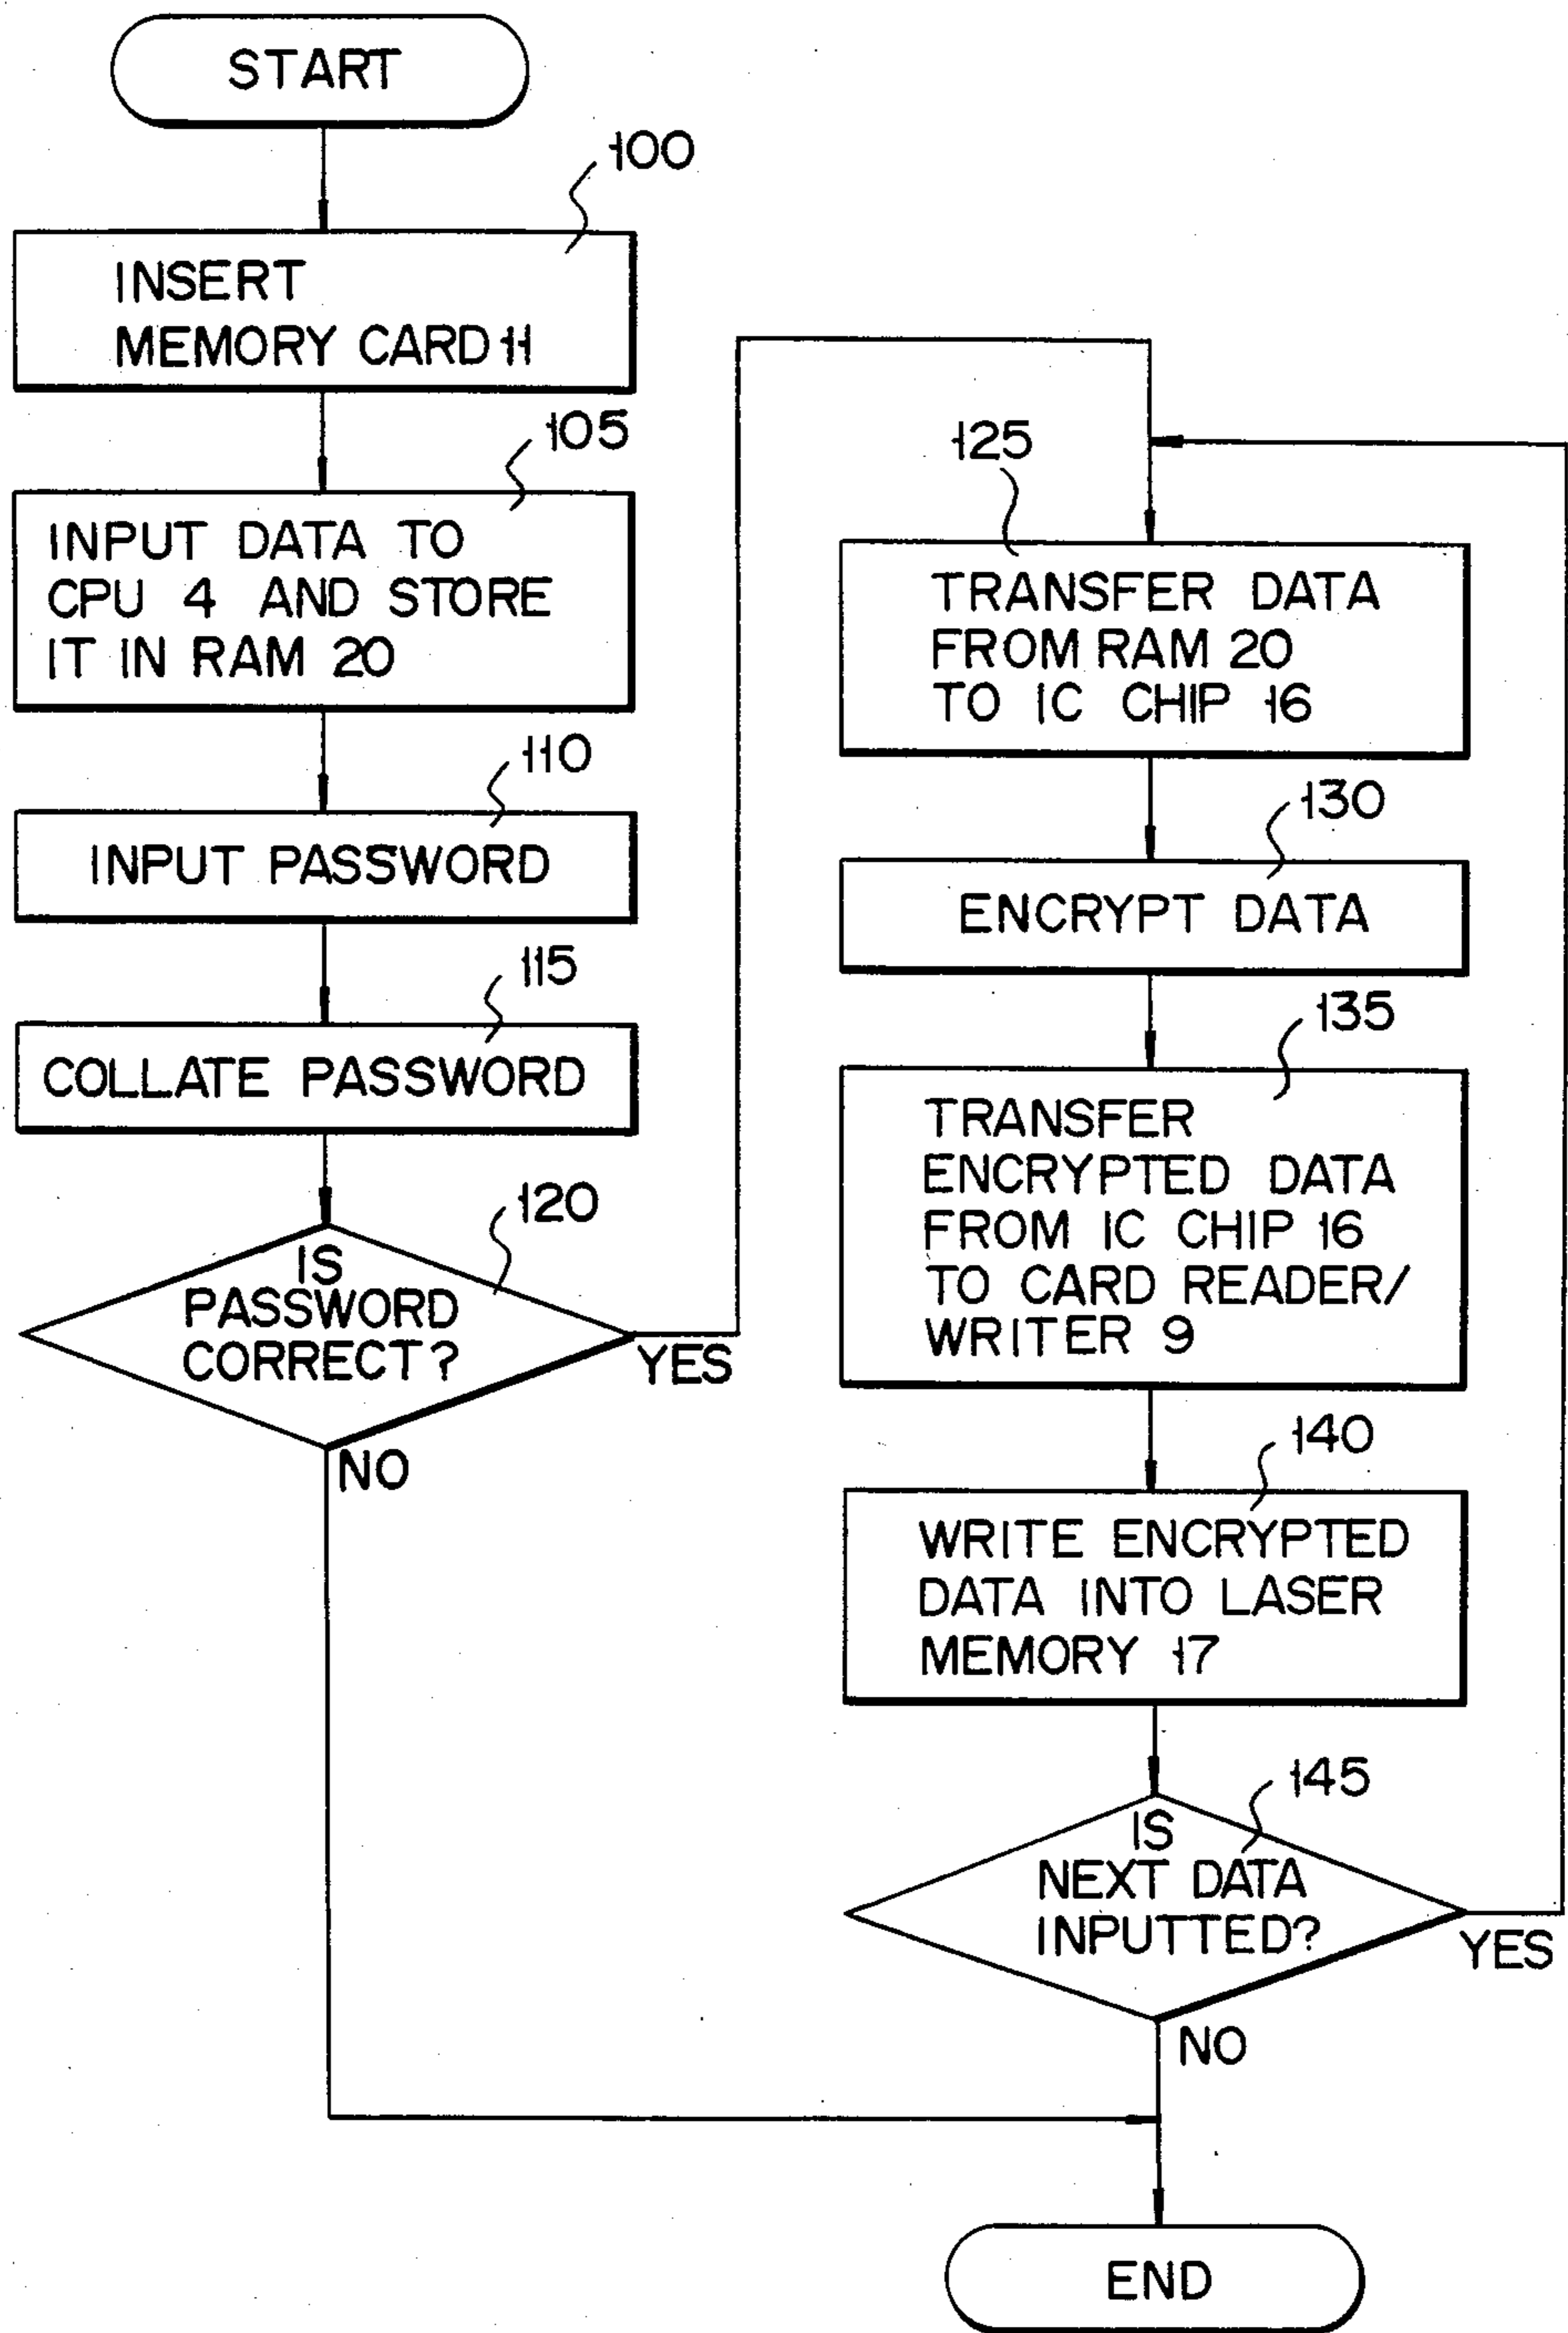 START
100
INSERT
MEMORY CARD 11
105
INPUT DATA TO
CPU 4 AND STORE
IT IN RAM 20
110
INPUT PASSWORD
115
COLLATE PASSWORD
120
IS
PASSWORD
CORRECT?
YES
NO
125
TRANSFER DATA
FROM RAM 20
TO IC CHIP 16
130
ENCRYPT DATA
135
TRANSFER
ENCRYPTED DATA
FROM IC CHIP 16
TO CARD READER/
WRITER 9
140
WRITE ENCRYPTED
DATA INTO LASER
MEMORY 17
145
IS
NEXT DATA
INPUTTED?
YES
NO
END